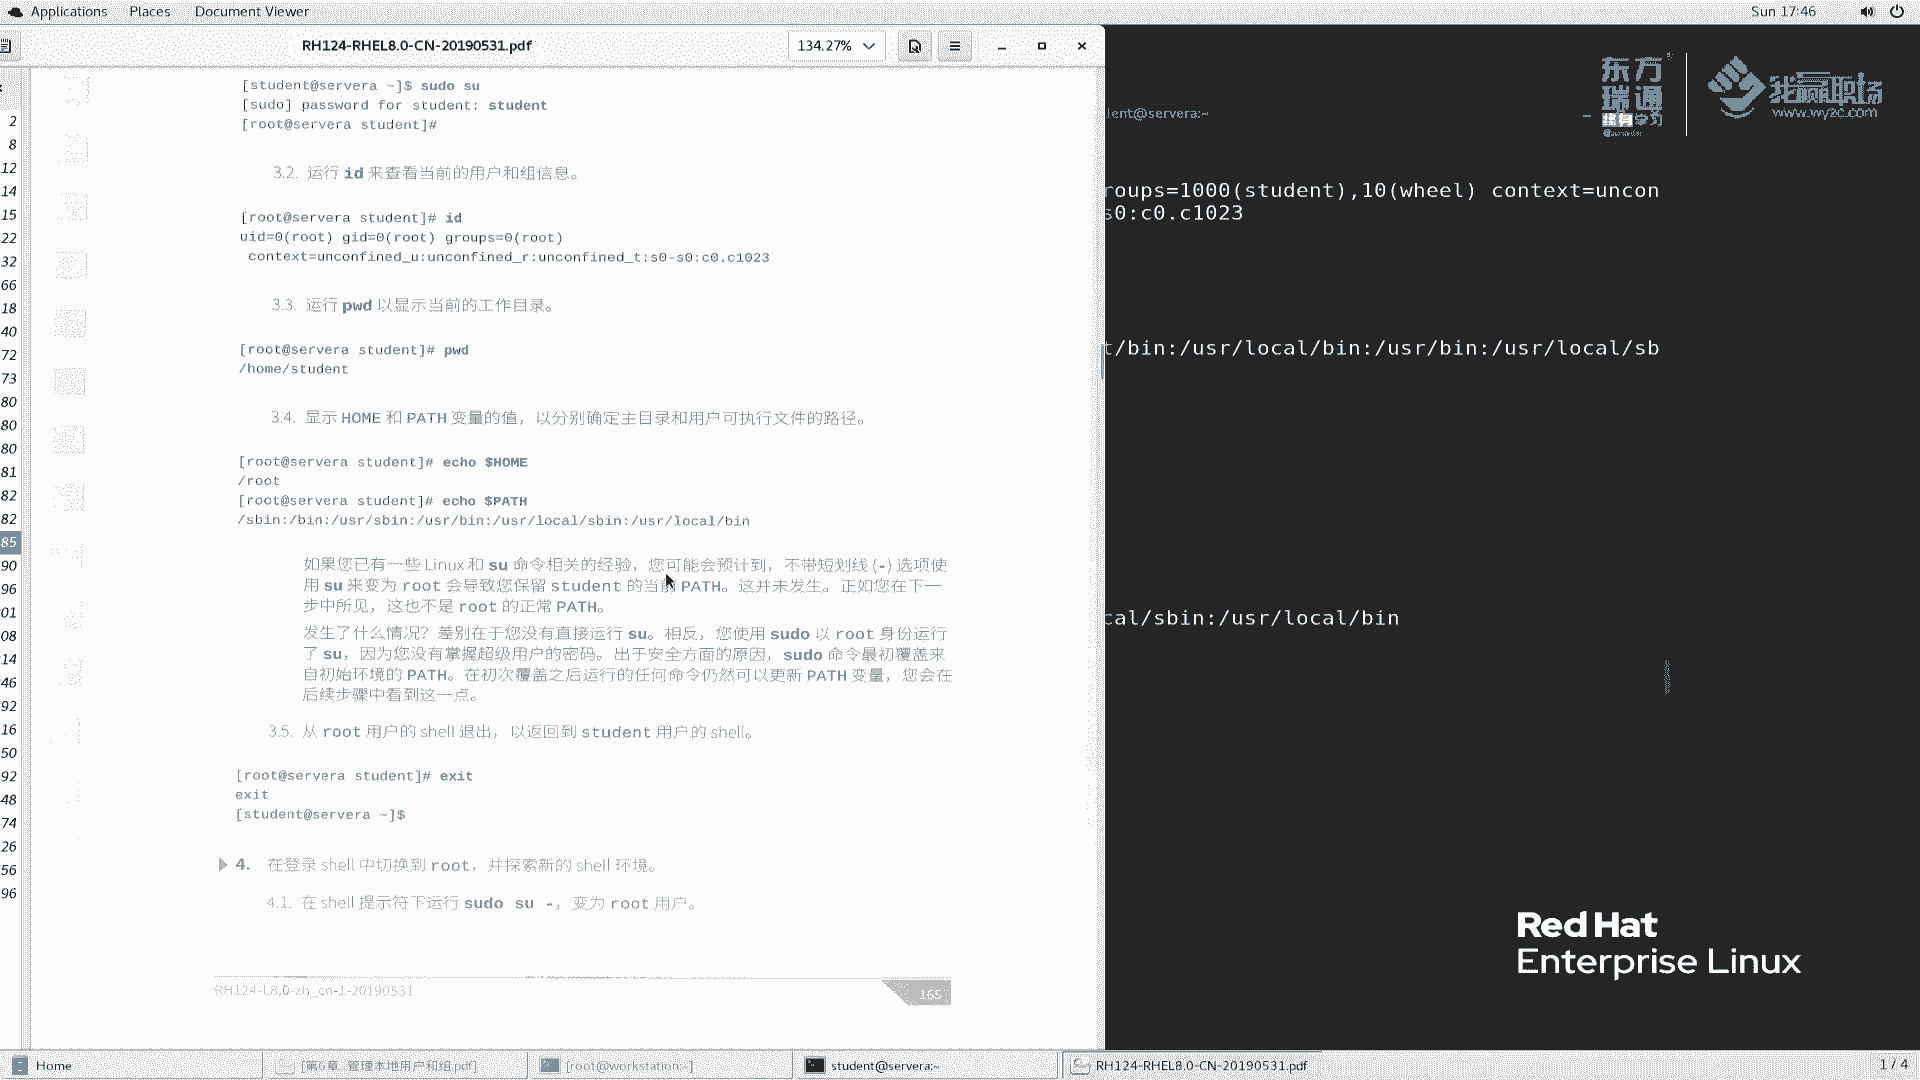 Applications Places Document Viewer Sun 17:46
RH124-RHEL8.0-CN-20190531.pdf 134.27%
[student@servera ~]$ sudo su
[sudo] password for student: student
[root@servera student]#
3.2. 运行 id 来查看当前的用户和组信息。
[root@servera student]# id
uid=0(root) gid=0(root) groups=0(root)
context=unconfined_u:unconfined_r:unconfined_t:s0-s0:c0.c1023
3.3. 运行 pwd 以显示当前的工作目录。
[root@servera student]# pwd
/home/student
3.4. 显示 HOME 和 PATH 变量的值，以分别确定主目录和用户可执行文件的路径。
[root@servera student]# echo $HOME
/root
[root@servera student]# echo $PATH
/sbin:/bin:/usr/sbin:/usr/bin:/usr/local/sbin:/usr/local/bin
如果您已有一些 Linux 和 su 命令相关的经验，您可能会预计到，不带短划线 (-) 选项使
用 su 来变为 root 会导致您保留 student 的当前 PATH。这并未发生。正如您在下一
步中所见，这也不是 root 的正常 PATH。
发生了什么情况？差别在于您没有直接运行 su。相反，您使用 sudo 以 root 身份运行
了 su，因为您没有掌握超级用户的密码。出于安全方面的原因，sudo 命令最初覆盖来
自初始环境的 PATH。在初次覆盖之后运行的任何命令仍然可以更新 PATH 变量，您会在
后续步骤中看到这一点。
3.5. 从 root 用户的 shell 退出，以返回到 student 用户的 shell。
[root@servera student]# exit
exit
[student@servera ~]$
4. 在登录 shell 中切换到 root，并探索新的 shell 环境。
4.1. 在 shell 提示符下运行 sudo su -，变为 root 用户。
RH124-L8.0-zh_cn-1-20190531 165
2
8
12
14
15
22
32
66
18
40
72
73
80
80
80
81
82
82
85
90
96
01
08
14
46
92
16
50
92
48
74
26
56
96
lent@servera:~
东方
瑞通
终身学习
我赢职场
www.wy2c.com
roups=1000(student),10(wheel) context=uncon
s0:c0.c1023
t/bin:/usr/local/bin:/usr/bin:/usr/local/sb
cal/sbin:/usr/local/bin
Red Hat
Enterprise Linux
Home [第6章...管理本地用户和组.pdf] [root@workstation:~] student@servera:~ RH124-RHEL8.0-CN-20190531.pdf 1 / 4